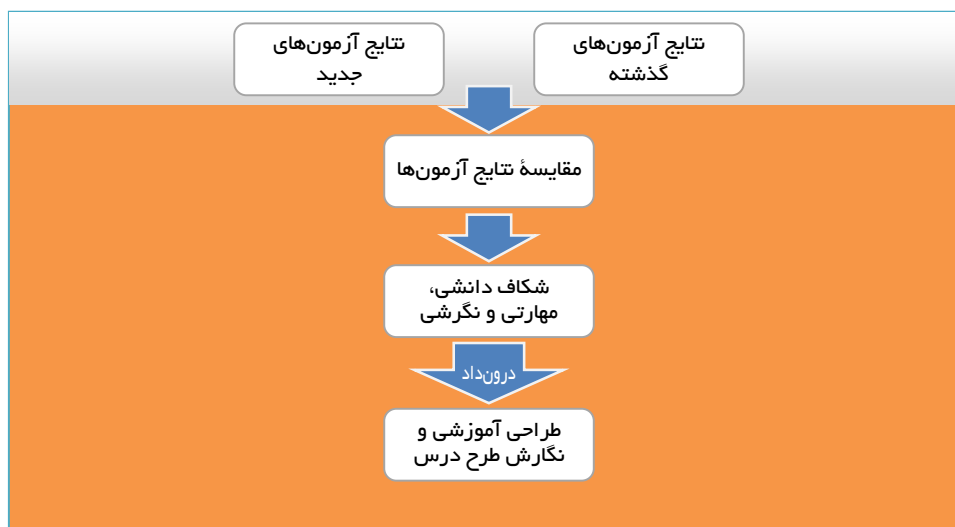 نتایج آزمون‌های
گذشته
نتایج آزمون‌های
جدید
مقایسهٔ نتایج آزمون‌ها
شکاف دانشی،
مهارتی و نگرشی
درون‌داد
طراحی آموزشی و
نگارش طرح درس